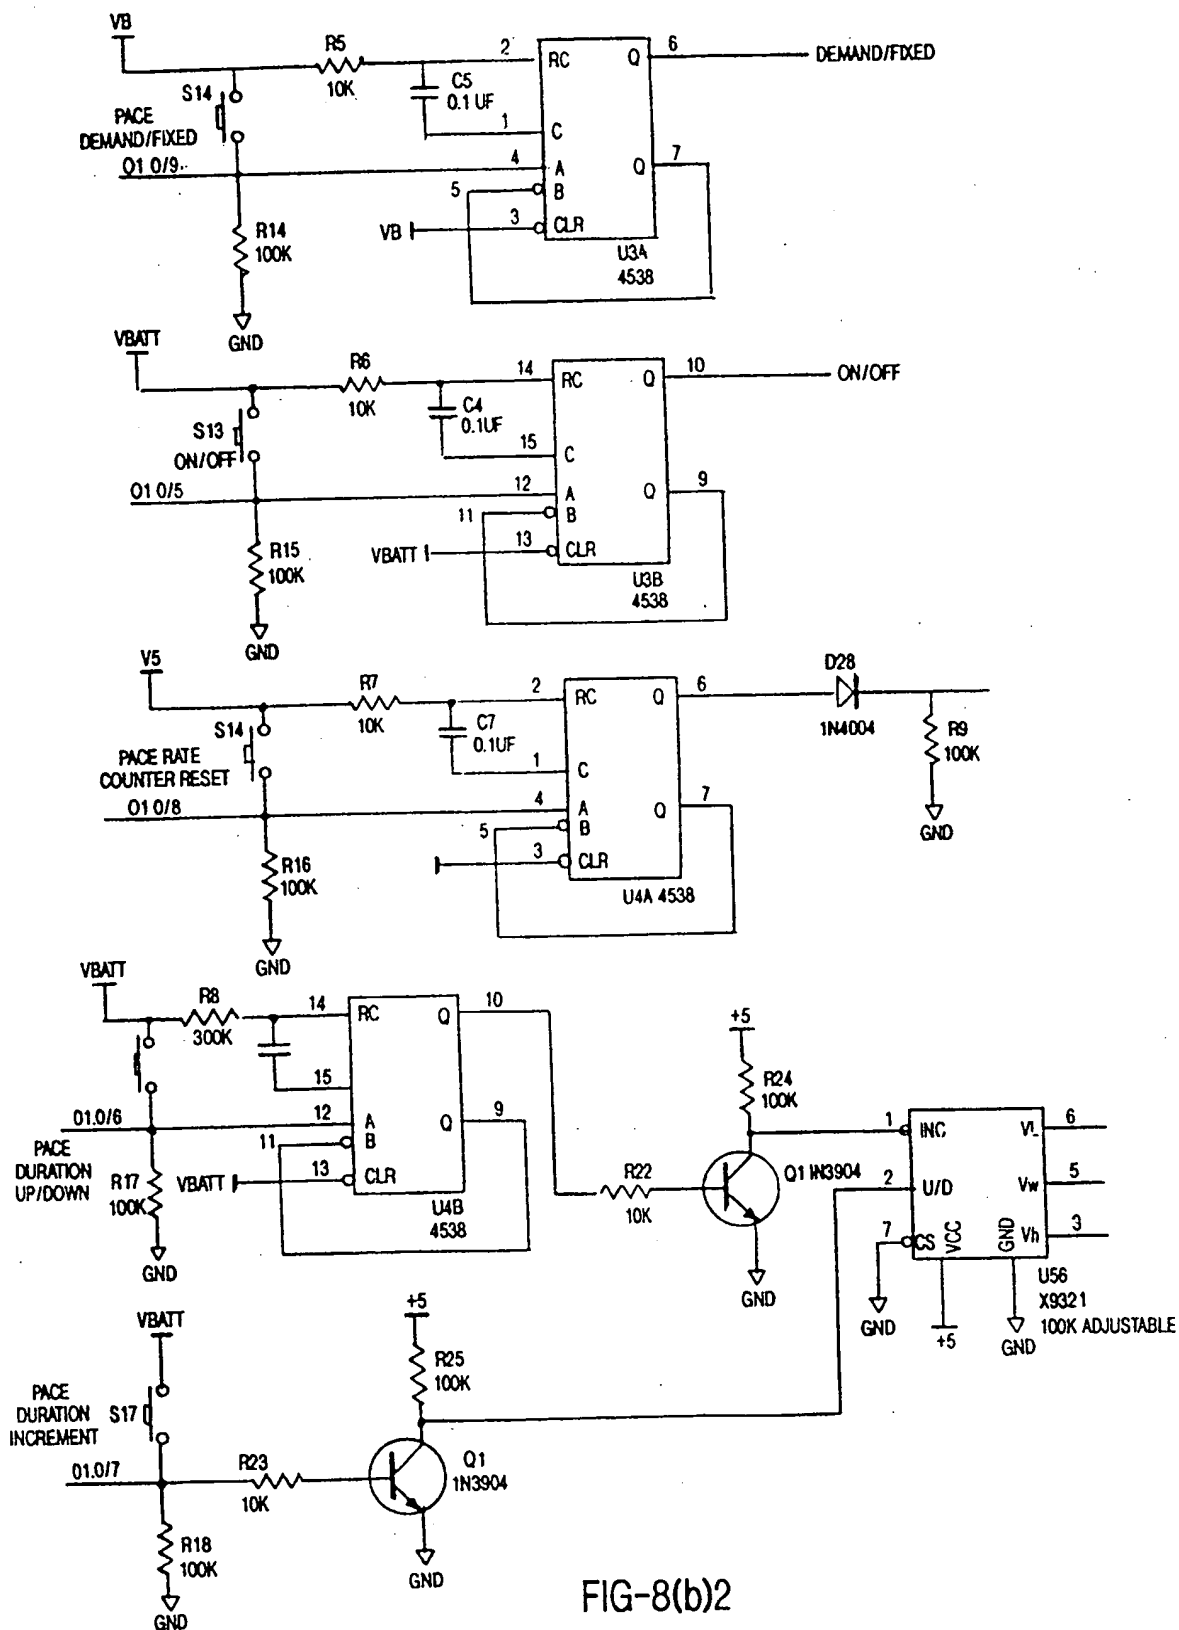 VB
R5
10K
2
RC
Q
6
DEMAND/FIXED
S14
C5
0.1 UF
PACE
DEMAND/FIXED
1
C
01 0/9
4
A
Q
7
5
B
VB
3
CLR
R14
100K
U3A
4538
GND
VBATT
R6
10K
14
RC
Q
10
ON/OFF
S13
ON/OFF
C4
0.1UF
15
C
01 0/5
12
A
Q
9
11
B
VBATT
13
CLR
R15
100K
U3B
4538
GND
V5
R7
10K
2
RC
Q
6
D28
1N4004
R9
100K
GND
S14
C7
0.1UF
PACE RATE
COUNTER RESET
1
C
01 0/8
4
A
Q
7
5
B
3
CLR
R16
100K
U4A 4538
GND
VBATT
R8
300K
14
RC
Q
10
15
01.0/6
12
A
Q
9
11
B
PACE
DURATION
UP/DOWN
R17
100K
VBATT
13
CLR
U4B
4538
GND
+5
R24
100K
R22
10K
Q1 1N3904
GND
1
INC
VL
6
2
U/D
Vw
5
7
CS
VCC
GND
Vh
3
GND
+5
GND
U56
X9321
100K ADJUSTABLE
VBATT
+5
R25
100K
PACE
DURATION
INCREMENT
S17
01.0/7
R23
10K
Q1
1N3904
R18
100K
GND
GND
FIG-8(b)2